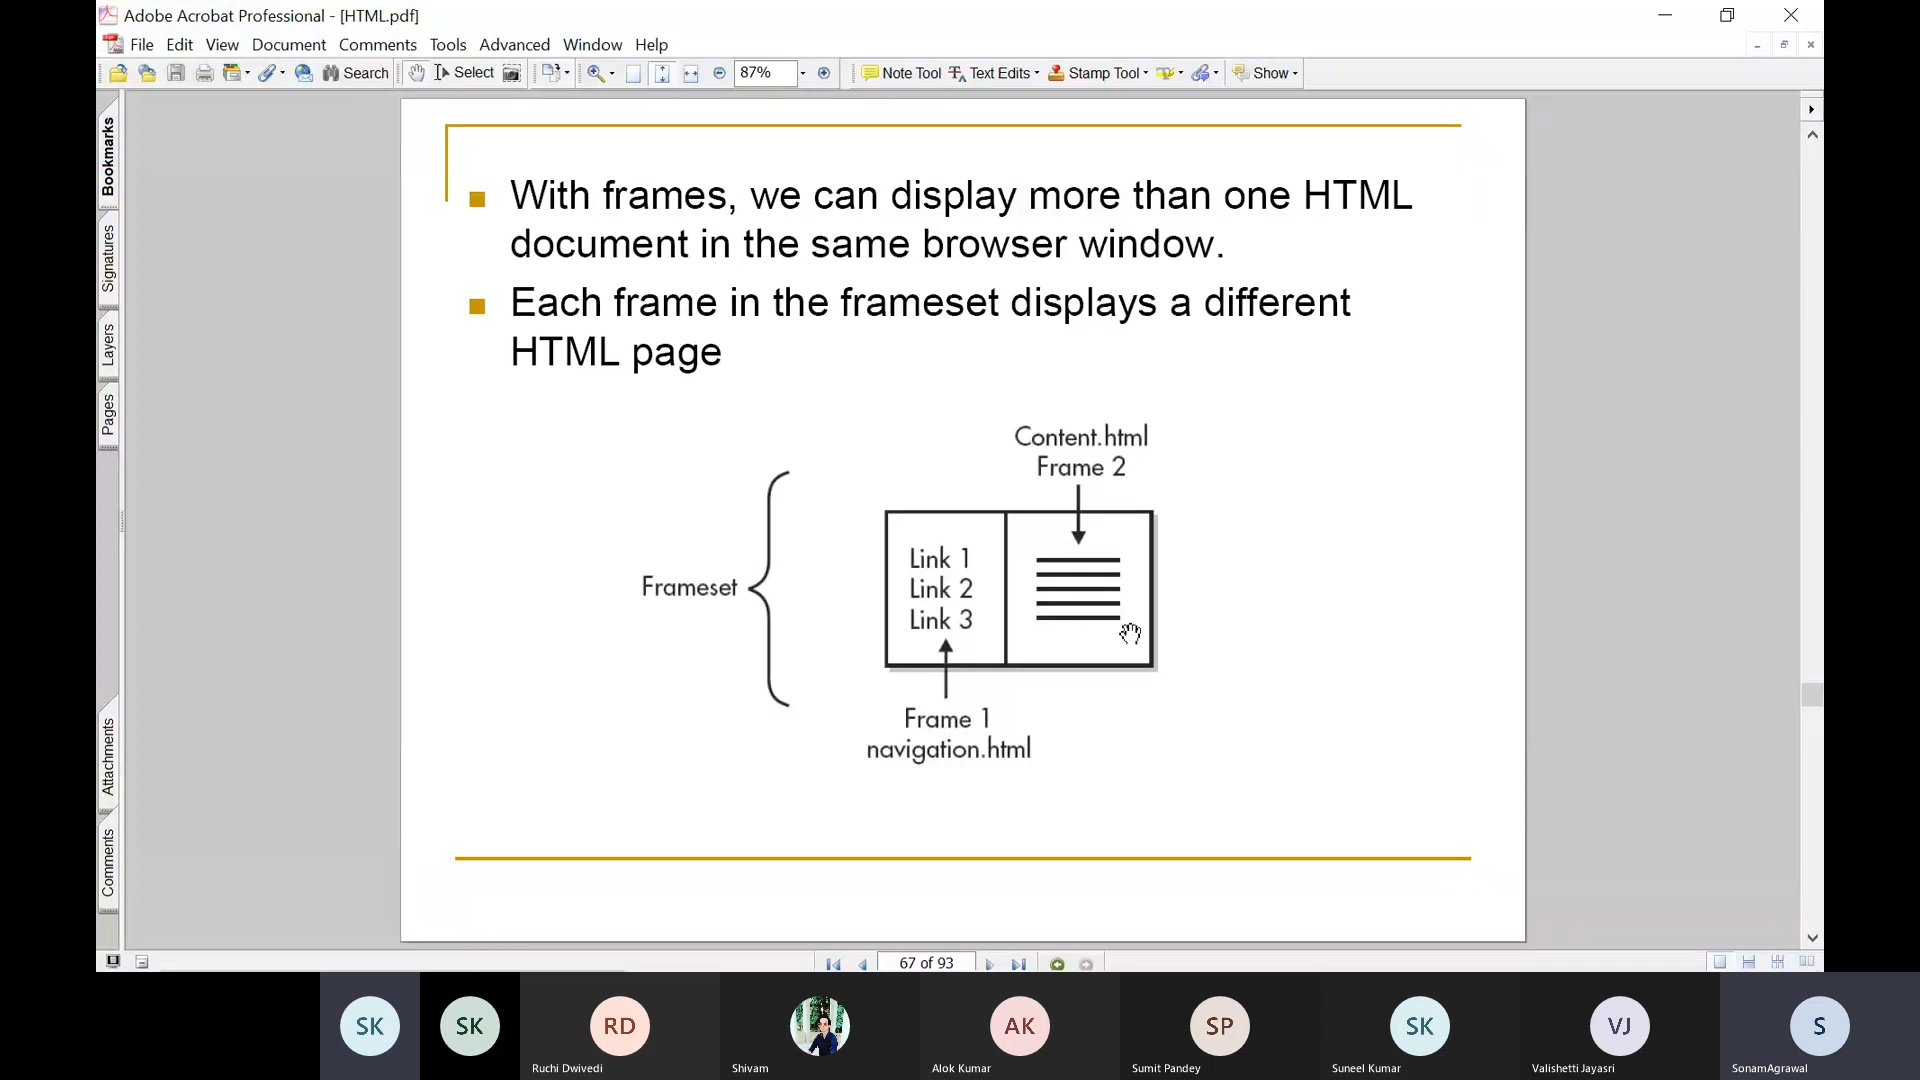 Adobe Acrobat Professional - [HTML.pdf]
File Edit View Document Comments Tools Advanced Window Help
Search Select 87% Note Tool Text Edits Stamp Tool Show
Bookmarks
Signatures
Layers
Pages
Attachments
Comments
With frames, we can display more than one HTML
document in the same browser window.
Each frame in the frameset displays a different
HTML page
Content.html
Frame 2
Frameset
Link 1
Link 2
Link 3
Frame 1
navigation.html
67 of 93
SK SK RD AK SP SK VJ S
Ruchi Dwivedi Shivam Alok Kumar Sumit Pandey Suneel Kumar Valishetti Jayasri SonamAgrawal